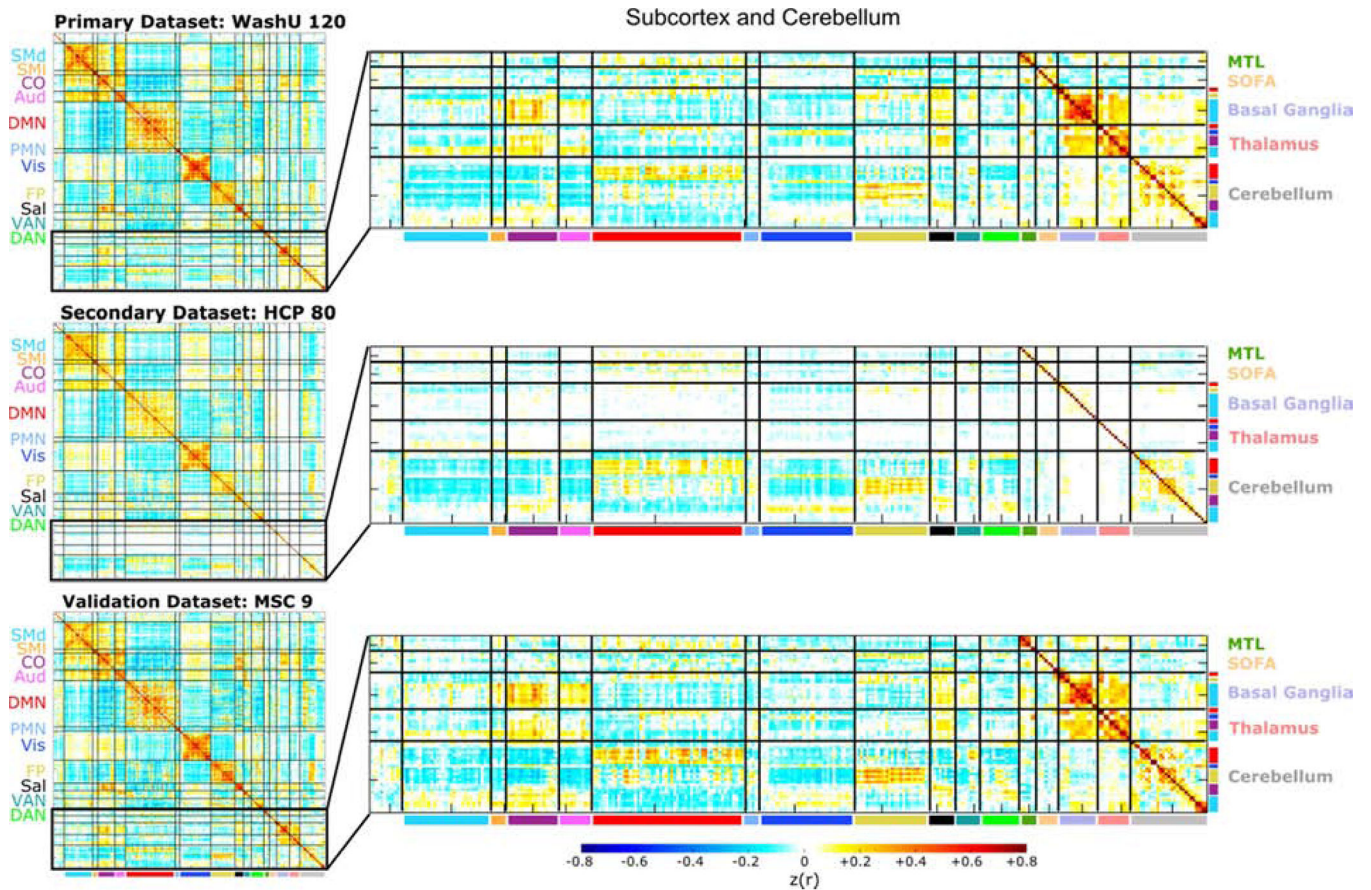 Subcortex and Cerebellum
Primary Dataset: WashU 120
SMd
SMl
CO
Aud
DMN
PMN
Vis
FP
Sal
VAN
DAN
MTL
SOFA
Basal Ganglia
Thalamus
Cerebellum
Secondary Dataset: HCP 80
SMd
SMl
CO
Aud
DMN
PMN
Vis
FP
Sal
VAN
DAN
MTL
SOFA
Basal Ganglia
Thalamus
Cerebellum
Validation Dataset: MSC 9
SMd
SMl
CO
Aud
DMN
PMN
Vis
FP
Sal
VAN
DAN
MTL
SOFA
Basal Ganglia
Thalamus
Cerebellum
-0.8 -0.6 -0.4 -0.2 0 +0.2 +0.4 +0.6 +0.8
z(r)